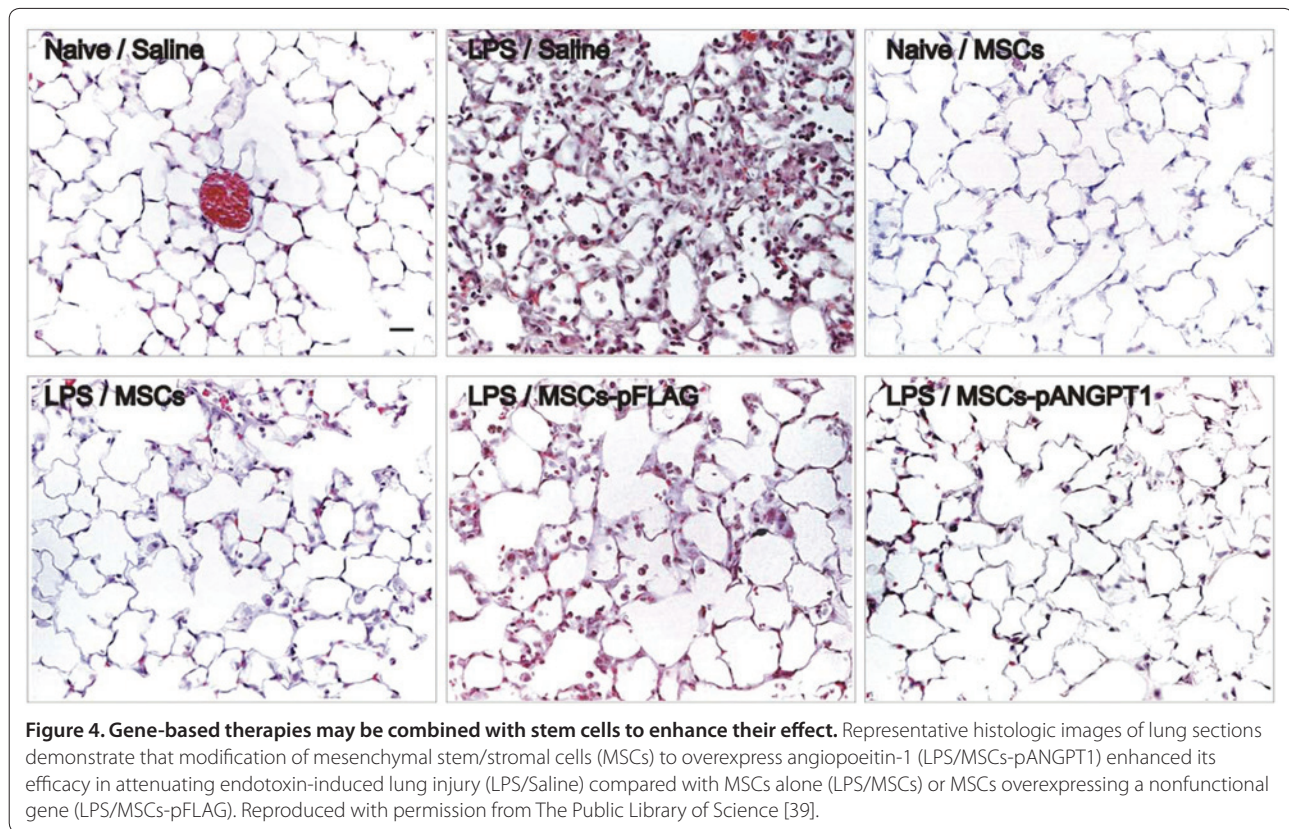 Naive / Saline
LPS / Saline
Naive / MSCs
LPS / MSCs
LPS / MSCs-pFLAG
LPS / MSCs-pANGPT1
Figure 4. Gene-based therapies may be combined with stem cells to enhance their effect. Representative histologic images of lung sections
demonstrate that modification of mesenchymal stem/stromal cells (MSCs) to overexpress angiopoeitin-1 (LPS/MSCs-pANGPT1) enhanced its
efficacy in attenuating endotoxin-induced lung injury (LPS/Saline) compared with MSCs alone (LPS/MSCs) or MSCs overexpressing a nonfunctional
gene (LPS/MSCs-pFLAG). Reproduced with permission from The Public Library of Science [39].